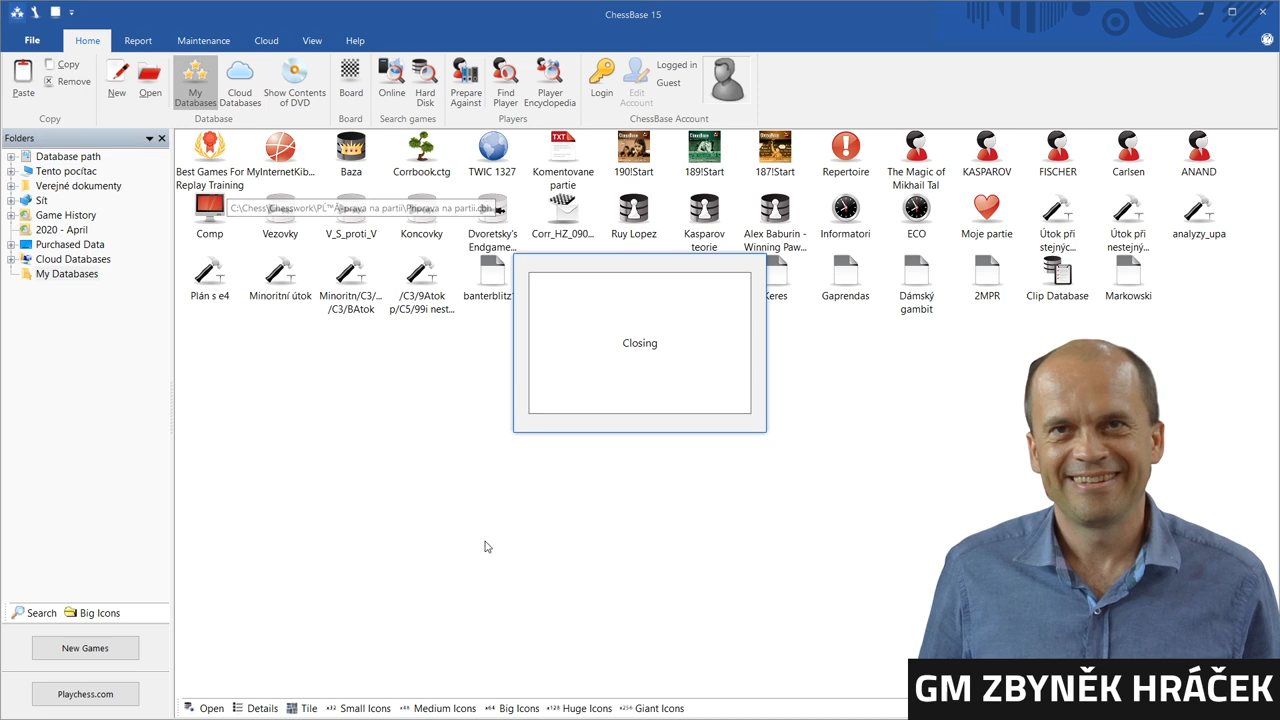 ChessBase 15
File Home Report Maintenance Cloud View Help
Paste
Copy
Remove
Copy
New
Open
My Databases
Cloud Databases
Show Contents of DVD
Database
Board
Board
Online
Hard Disk
Search games
Prepare Against
Find Player
Player Encyclopedia
Players
Login
Edit Account
Logged in
Guest
ChessBase Account
Folders
Database path
Tento pocítac
Verejné dokumenty
Sít
Game History
2020 - April
Purchased Data
Cloud Databases
My Databases
Search Big Icons
New Games
Playchess.com
Best Games For Replay Training
MyInternetKib...
Baza
Corrbook.ctg
TWIC 1327
Komentovane partie
190!Start
189!Start
187!Start
Repertoire
The Magic of Mikhail Tal
KASPAROV
FISCHER
Carlsen
ANAND
Comp
Vezovky
V_S_proti_V
Koncovky
Dvoretsky's Endgame...
Corr_HZ_090...
Ruy Lopez
Kasparov teorie
Alex Baburin - Winning Paw...
Informatori
ECO
Moje partie
Útok při stejnýc...
Útok při nestejný...
analyzy_upa
Plán s e4
Minoritní útok
Minoritn/C3/... /C3/BAtok
/C3/9Atok p/C5/99i nest...
Keres
Gaprendas
Dámský gambit
2MPR
Clip Database
Markowski
Closing
Open Details Tile Small Icons Medium Icons Big Icons Huge Icons Giant Icons
GM ZBYNĚK HRÁČEK